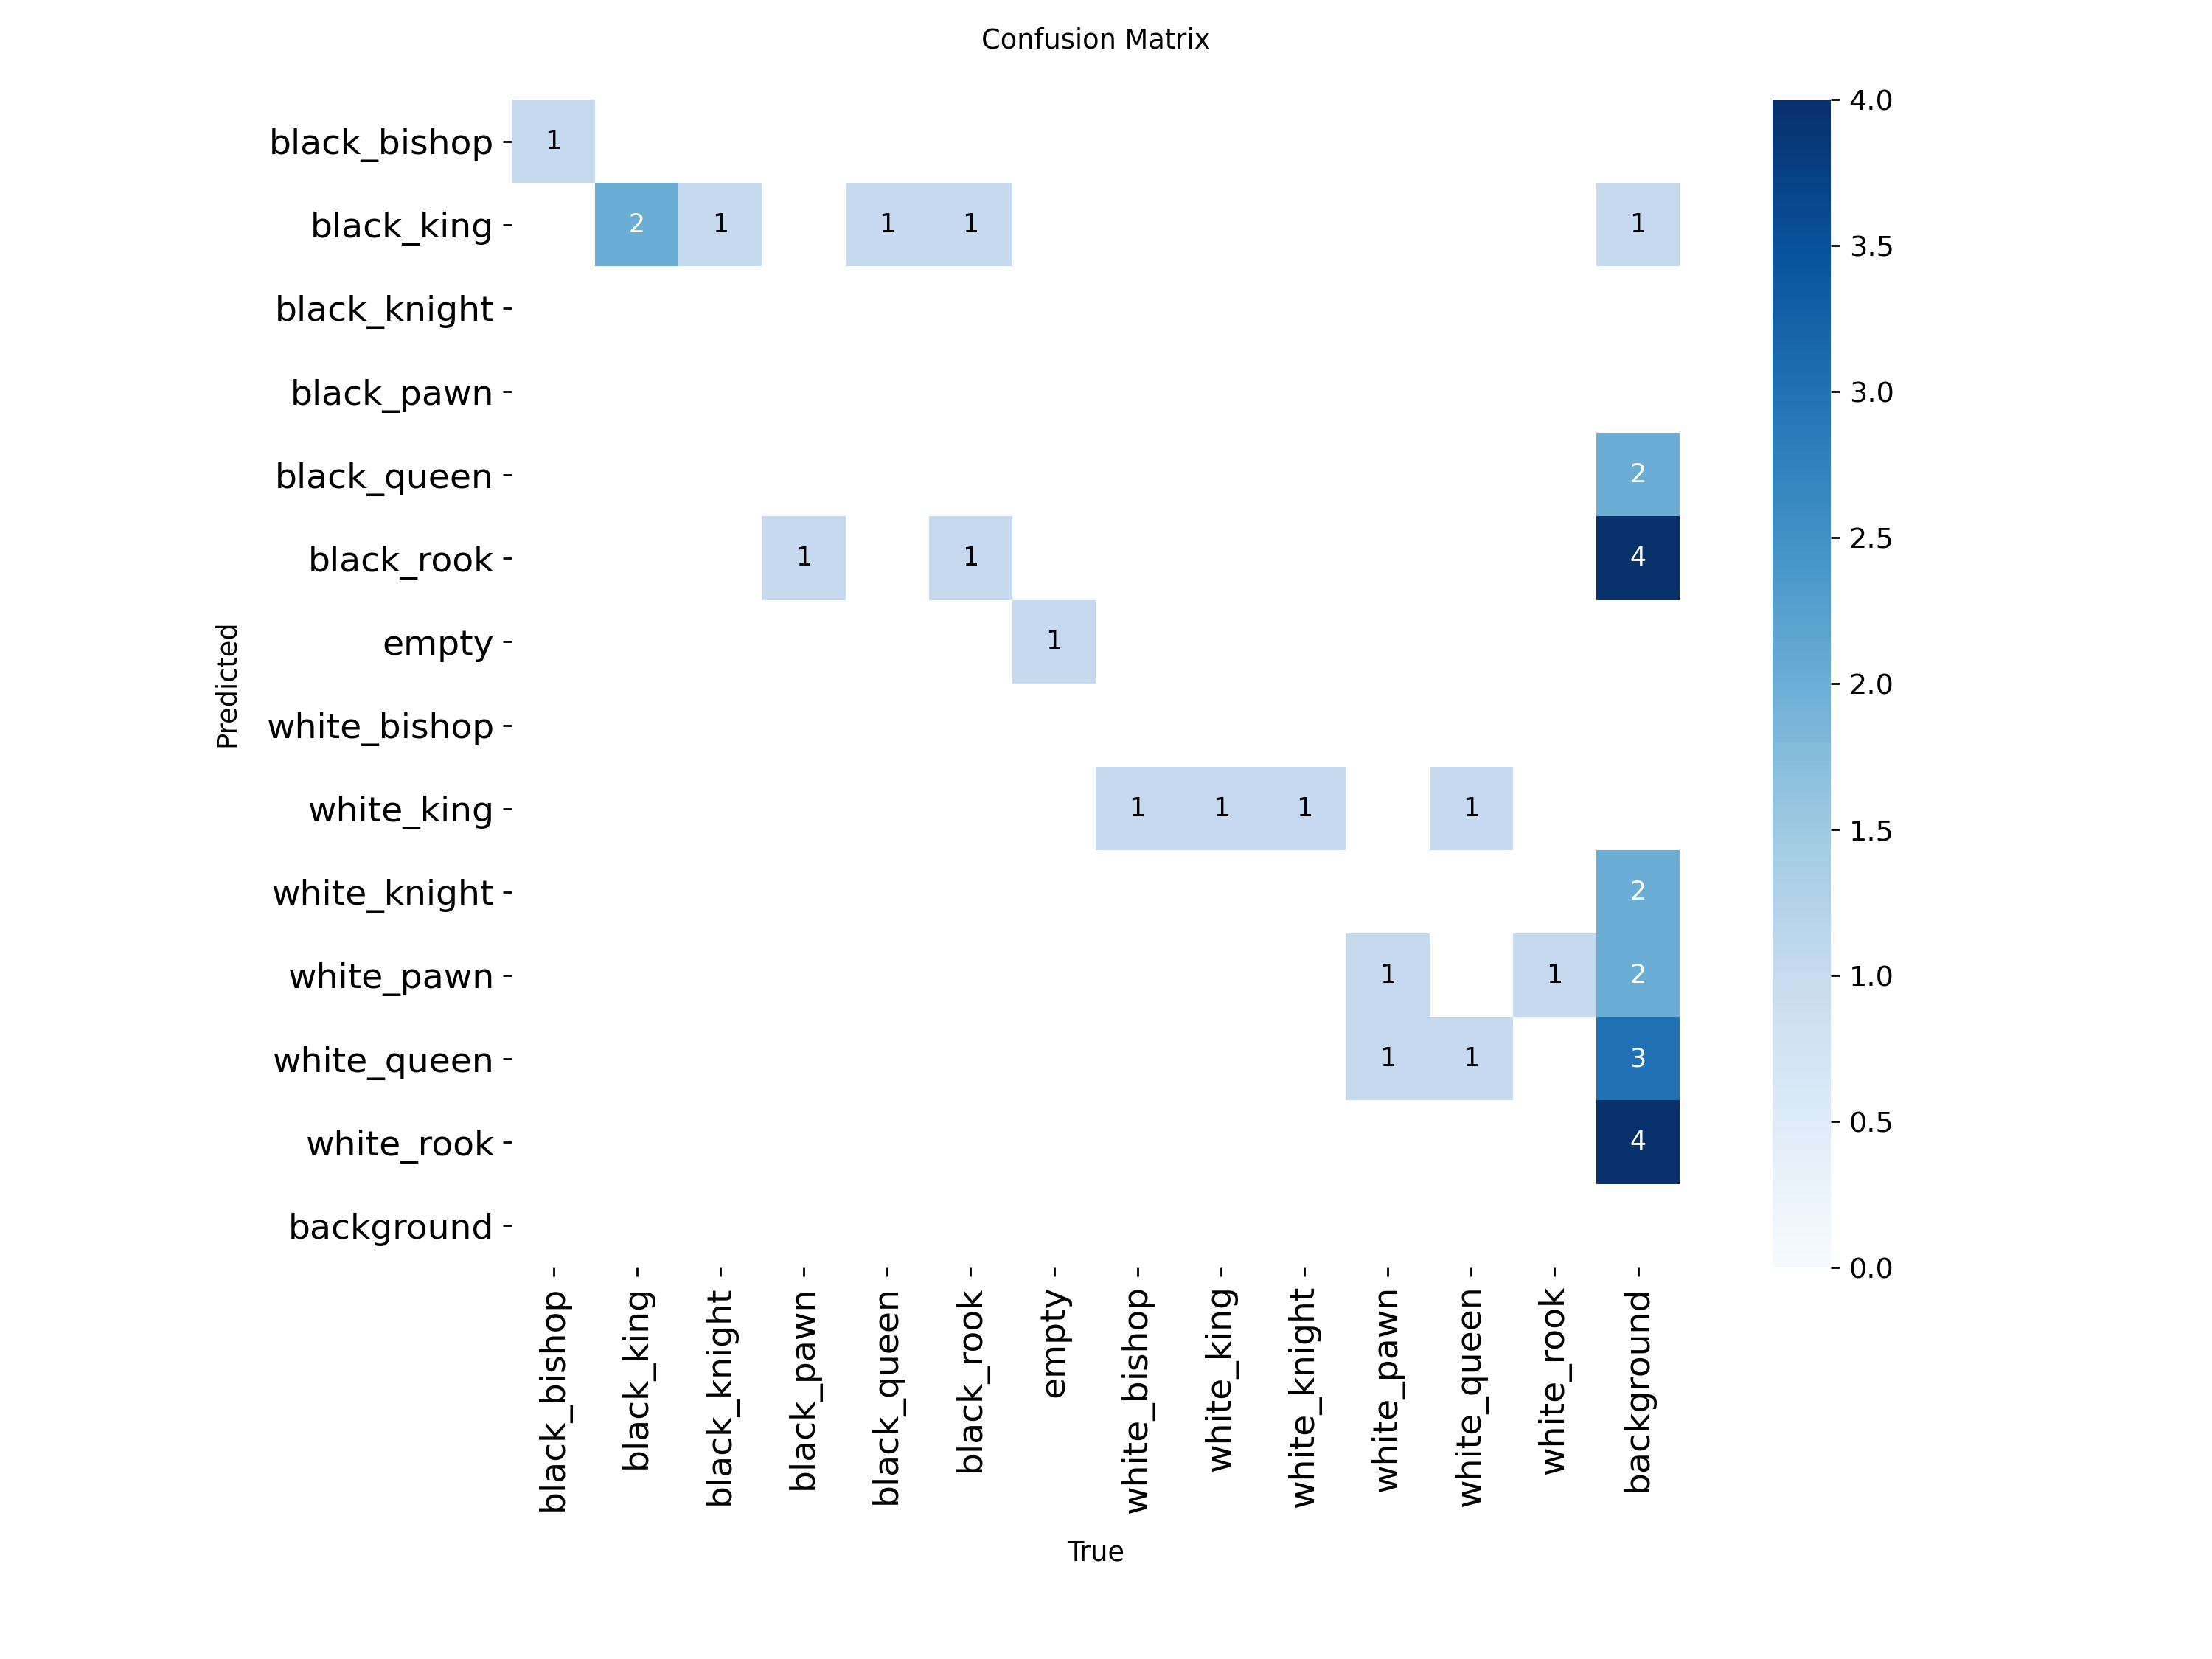 Confusion Matrix
black_bishop 1
black_king 2 1 1 1 1
black_knight
black_pawn
black_queen 2
black_rook 1 1 4
empty 1
white_bishop
white_king 1 1 1 1
white_knight 2
white_pawn 1 1 2
white_queen 1 1 3
white_rook 4
background
Predicted
black_bishop
black_king
black_knight
black_pawn
black_queen
black_rook
empty
white_bishop
white_king
white_knight
white_pawn
white_queen
white_rook
background
True
4.0
3.5
3.0
2.5
2.0
1.5
1.0
0.5
0.0